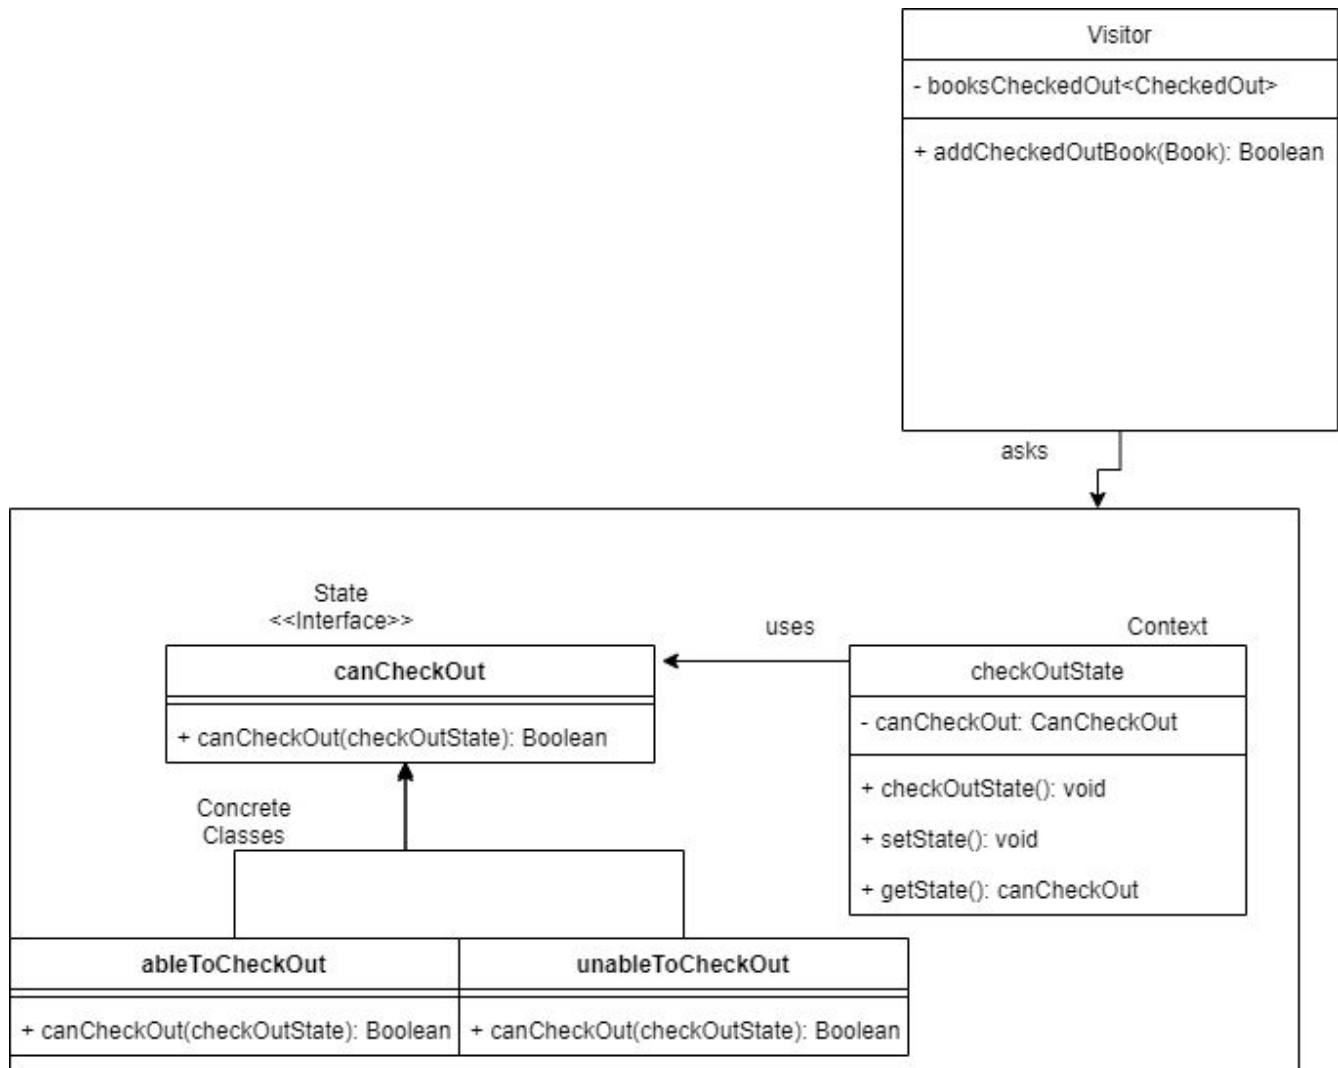 Visitor
- booksCheckedOut<CheckedOut>
+ addCheckedOutBook(Book): Boolean
asks
State
<<Interface>>
canCheckOut
+ canCheckOut(checkOutState): Boolean
uses
Context
checkOutState
- canCheckOut: CanCheckOut
+ checkOutState(): void
+ setState(): void
+ getState(): canCheckOut
Concrete
Classes
ableToCheckOut
+ canCheckOut(checkOutState): Boolean
unableToCheckOut
+ canCheckOut(checkOutState): Boolean